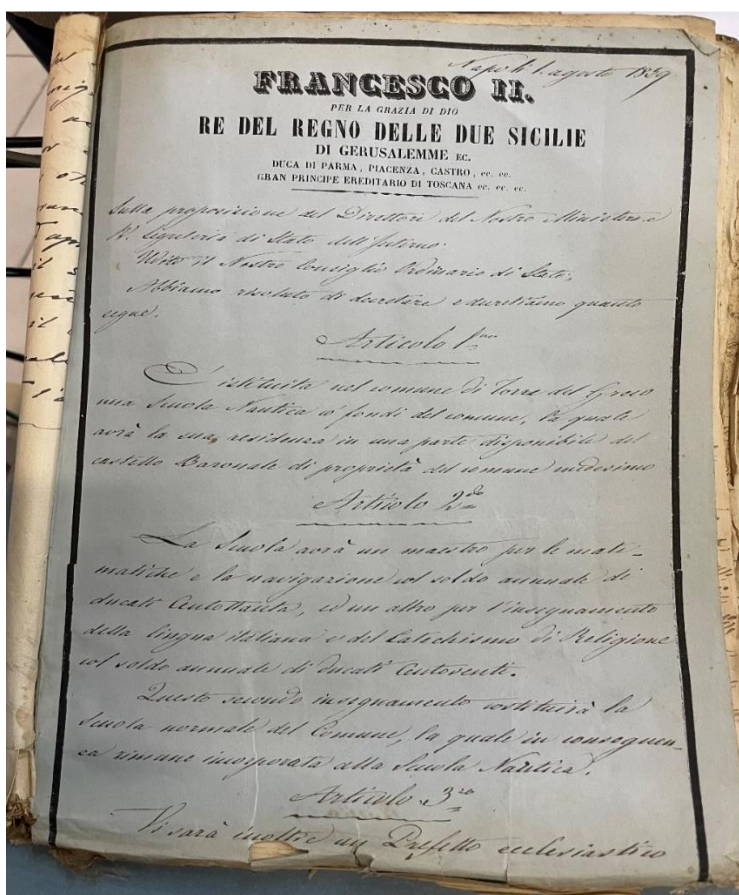 Napoli 1. agosto 1859
FRANCESCO II.
PER LA GRAZIA DI DIO
RE DEL REGNO DELLE DUE SICILIE
DI GERUSALEMME EC.
DUCA DI PARMA, PIACENZA, CASTRO, ec. ec.
GRAN PRINCIPE EREDITARIO DI TOSCANA ec. ec. ec.
Sulla proposizione del Direttore del Nostro Ministero e
R.l Segreteria di Stato dell'Interno.
Udito il Nostro Consiglio Ordinario di Stato;
Abbiamo risoluto di decretare e decretiamo quanto
segue.
Articolo 1.mo
È istituita nel comune di Torre del Greco
una Scuola Nautica a' fondi del comune, la quale
avrà la sua residenza in una parte disponibile del
castello Baronale di proprietà del comune medesimo
Articolo 2.do
La Scuola avrà un maestro per le mate-
matiche e la navigazione col soldo annuale di
ducati Centottanta, ed un altro per l'insegnamento
della lingua italiana e del Catechismo di Religione
col soldo annuale di ducati Centoventi.
Questo secondo insegnamento costituirà la
Scuola normale del Comune, la quale in conseguen-
za rimane incorporata alla Scuola Nautica.
Articolo 3.zo
Vi sarà inoltre un Prefetto ecclesiastico